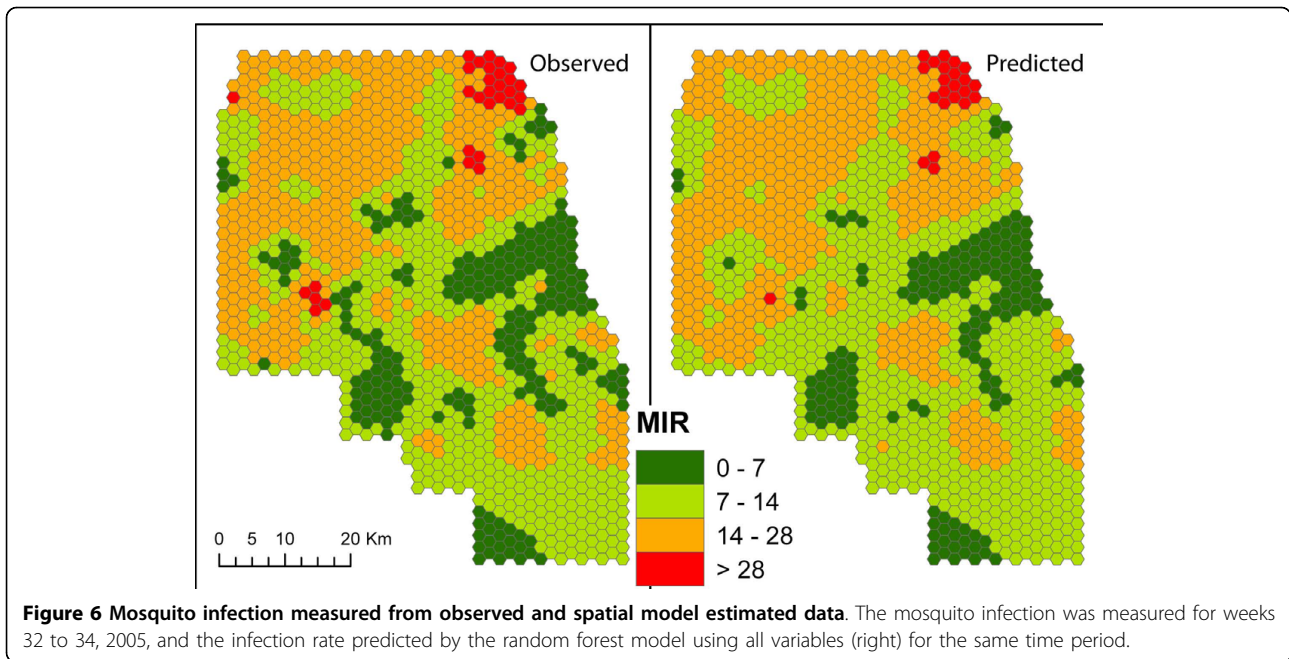 Observed
Predicted
MIR
0 - 7
7 - 14
14 - 28
> 28
0 5 10 20 Km
Figure 6 Mosquito infection measured from observed and spatial model estimated data. The mosquito infection was measured for weeks
32 to 34, 2005, and the infection rate predicted by the random forest model using all variables (right) for the same time period.